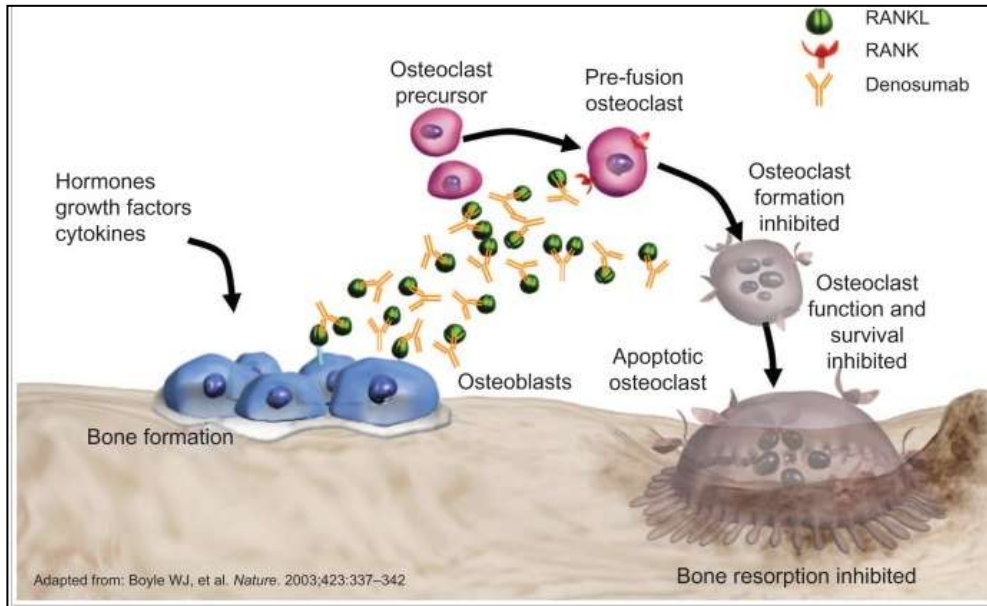 RANKL
RANK
Denosumab
Osteoclast
precursor
Pre-fusion
osteoclast
Hormones
growth factors
cytokines
Osteoclast
formation
inhibited
Osteoclast
function and
survival
inhibited
Apoptotic
osteoclast
Osteoblasts
Bone formation
Adapted from: Boyle WJ, et al. Nature. 2003;423:337–342
Bone resorption inhibited